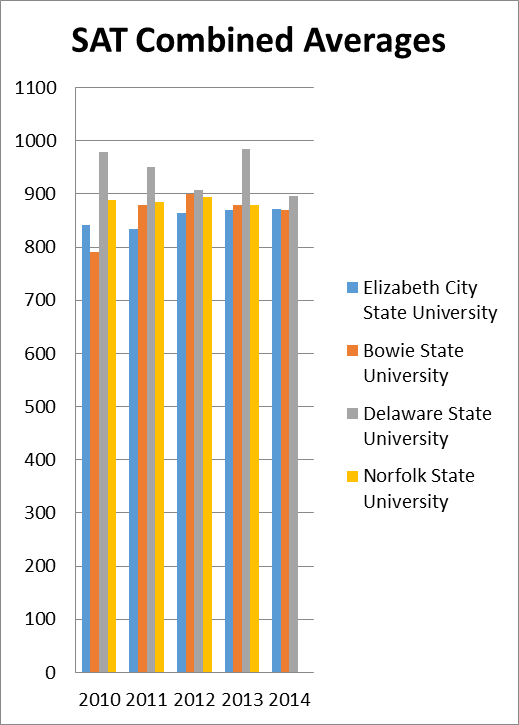 SAT Combined Averages
1100
1000
900
800
700
600
500
400
300
200
100
0
2010 2011 2012 2013 2014
Elizabeth City
State University
Bowie State
University
Delaware State
University
Norfolk State
University